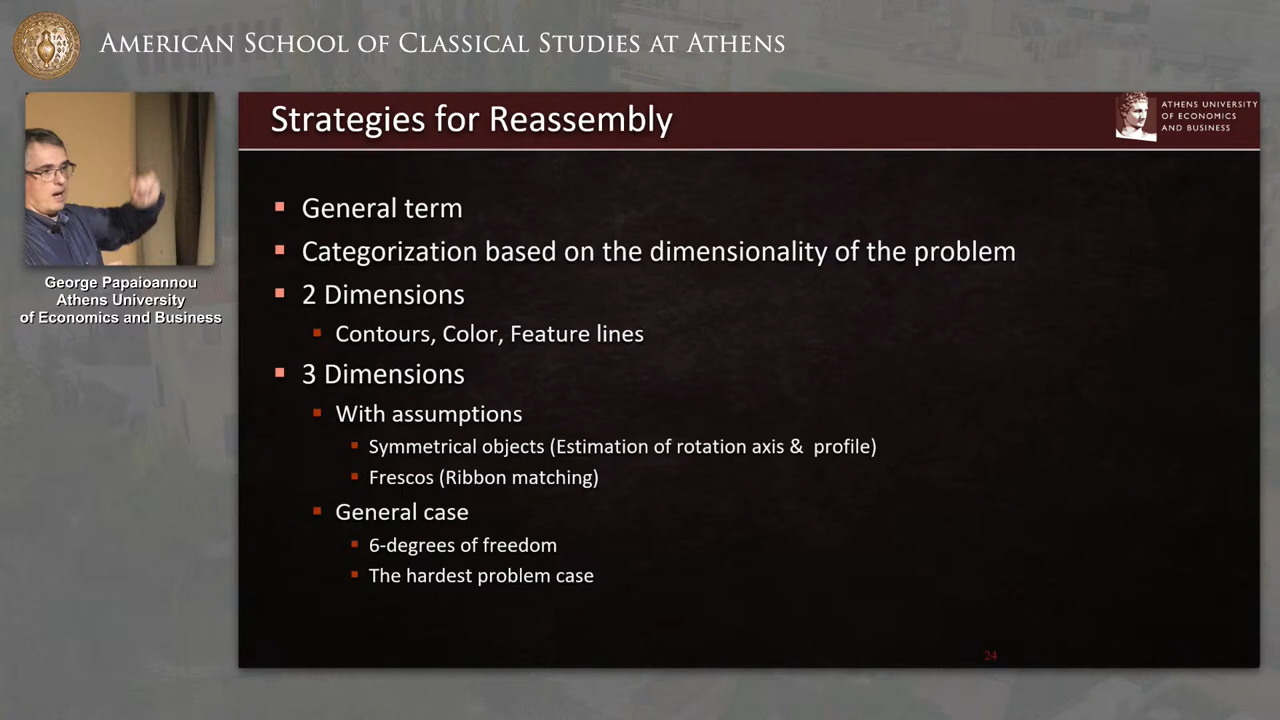 AMERICAN SCHOOL OF CLASSICAL STUDIES AT ATHENS
Strategies for Reassembly
ATHENS UNIVERSITY
OF ECONOMICS
AND BUSINESS
George Papaioannou
Athens University
of Economics and Business
General term
Categorization based on the dimensionality of the problem
2 Dimensions
Contours, Color, Feature lines
3 Dimensions
With assumptions
Symmetrical objects (Estimation of rotation axis & profile)
Frescos (Ribbon matching)
General case
6-degrees of freedom
The hardest problem case
24